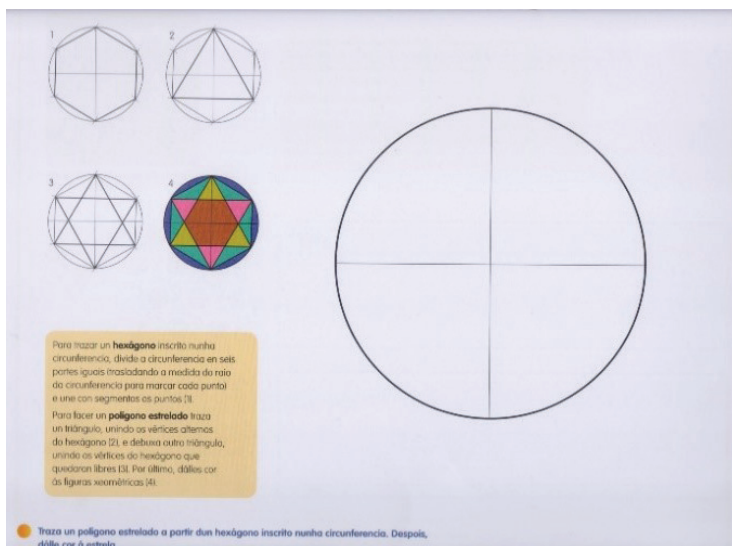 1
2
3
4
Para trazar un hexágono inscrito nunha
circunferencia, divide a circunferencia en seis
partes iguais (trasladando a medida do raio
da circunferencia para marcar cada punto)
e une con segmentos os puntos (1).
Para facer un polígono estrelado traza
un triángulo, unindo os vértices alternos
do hexágono (2), e debuxa outro triángulo,
unindo os vértices do hexágono que
quedaron libres (3). Por último, dálles cor
ás figuras xeométricas (4).
Traza un polígono estrelado a partir dun hexágono inscrito nunha circunferencia. Despois,
dálle cor á estrela.